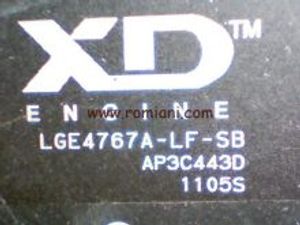 XD™
ENGINE
www.romiani.com
LGE4767A-LF-SB
AP3C443D
1105S